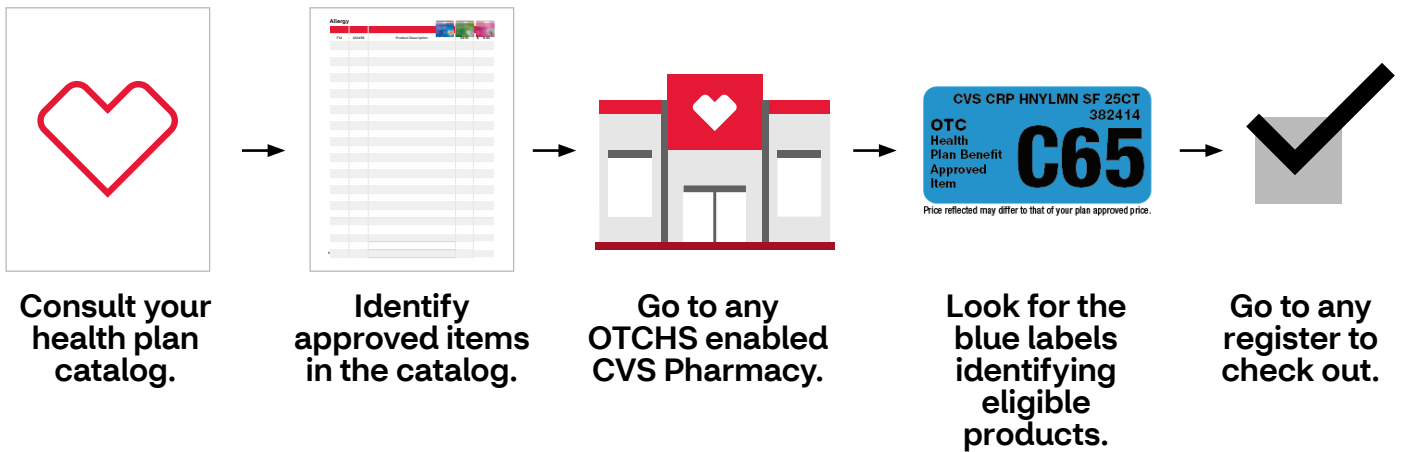 Allergy
Product Description
CVS CRP HNYLMN SF 25CT
382414
OTC
Health
Plan Benefit
Approved
Item
C65
Price reflected may differ to that of your plan approved price.
Consult your
health plan
catalog.
Identify
approved items
in the catalog.
Go to any
OTCHS enabled
CVS Pharmacy.
Look for the
blue labels
identifying
eligible
products.
Go to any
register to
check out.